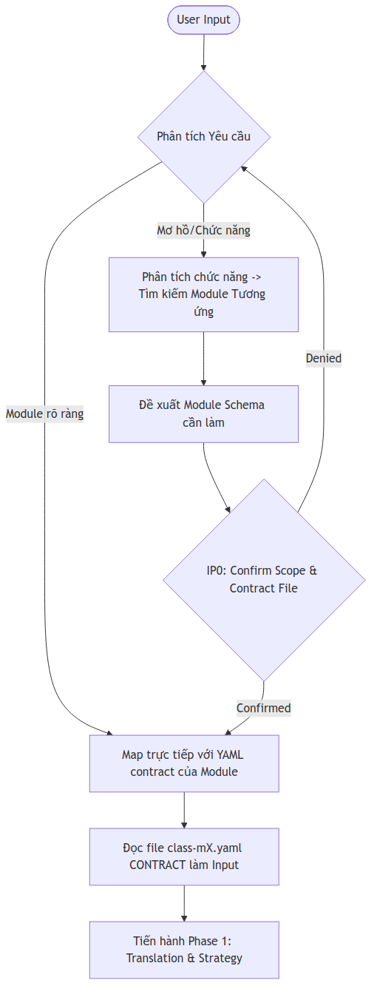 User Input
Phân tích Yêu cầu
Mơ hồ/Chức năng
Phân tích chức năng ->
Tìm kiếm Module Tương
ứng
Denied
Đề xuất Module Schema
cần làm
Module rõ ràng
IP0: Confirm Scope &
Contract File
Confirmed
Map trực tiếp với YAML
contract của Module
Đọc file class-mX.yaml
CONTRACT làm Input
Tiến hành Phase 1:
Translation & Strategy